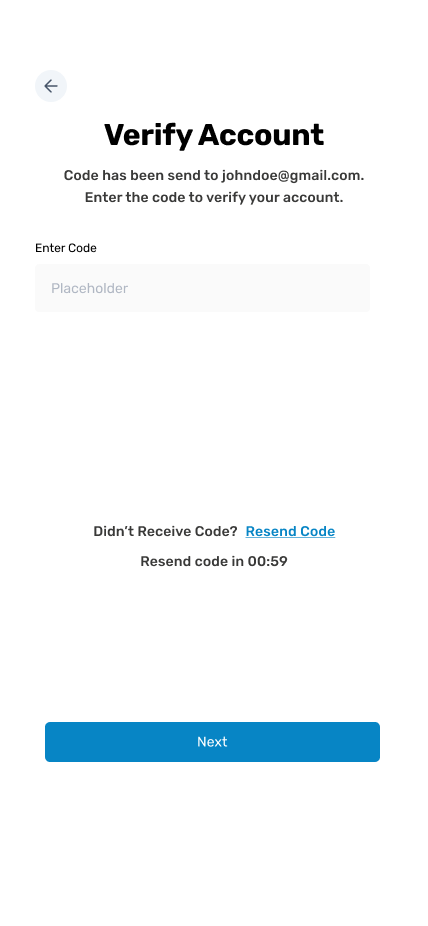 Verify Account
Code has been send to johndoe@gmail.com.
Enter the code to verify your account.
Enter Code
Placeholder
Didn’t Receive Code? Resend Code
Resend code in 00:59
Next